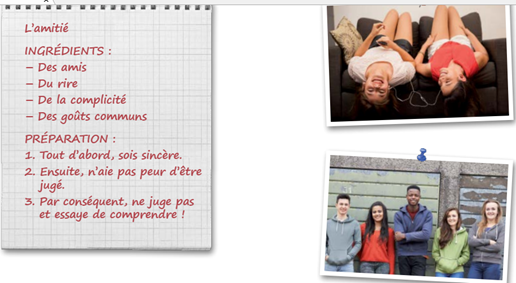 L'amitié
INGRÉDIENTS :
– Des amis
– Du rire
– De la complicité
– Des goûts communs
PRÉPARATION :
1. Tout d'abord, sois sincère.
2. Ensuite, n'aie pas peur d'être
jugé.
3. Par conséquent, ne juge pas
et essaye de comprendre !